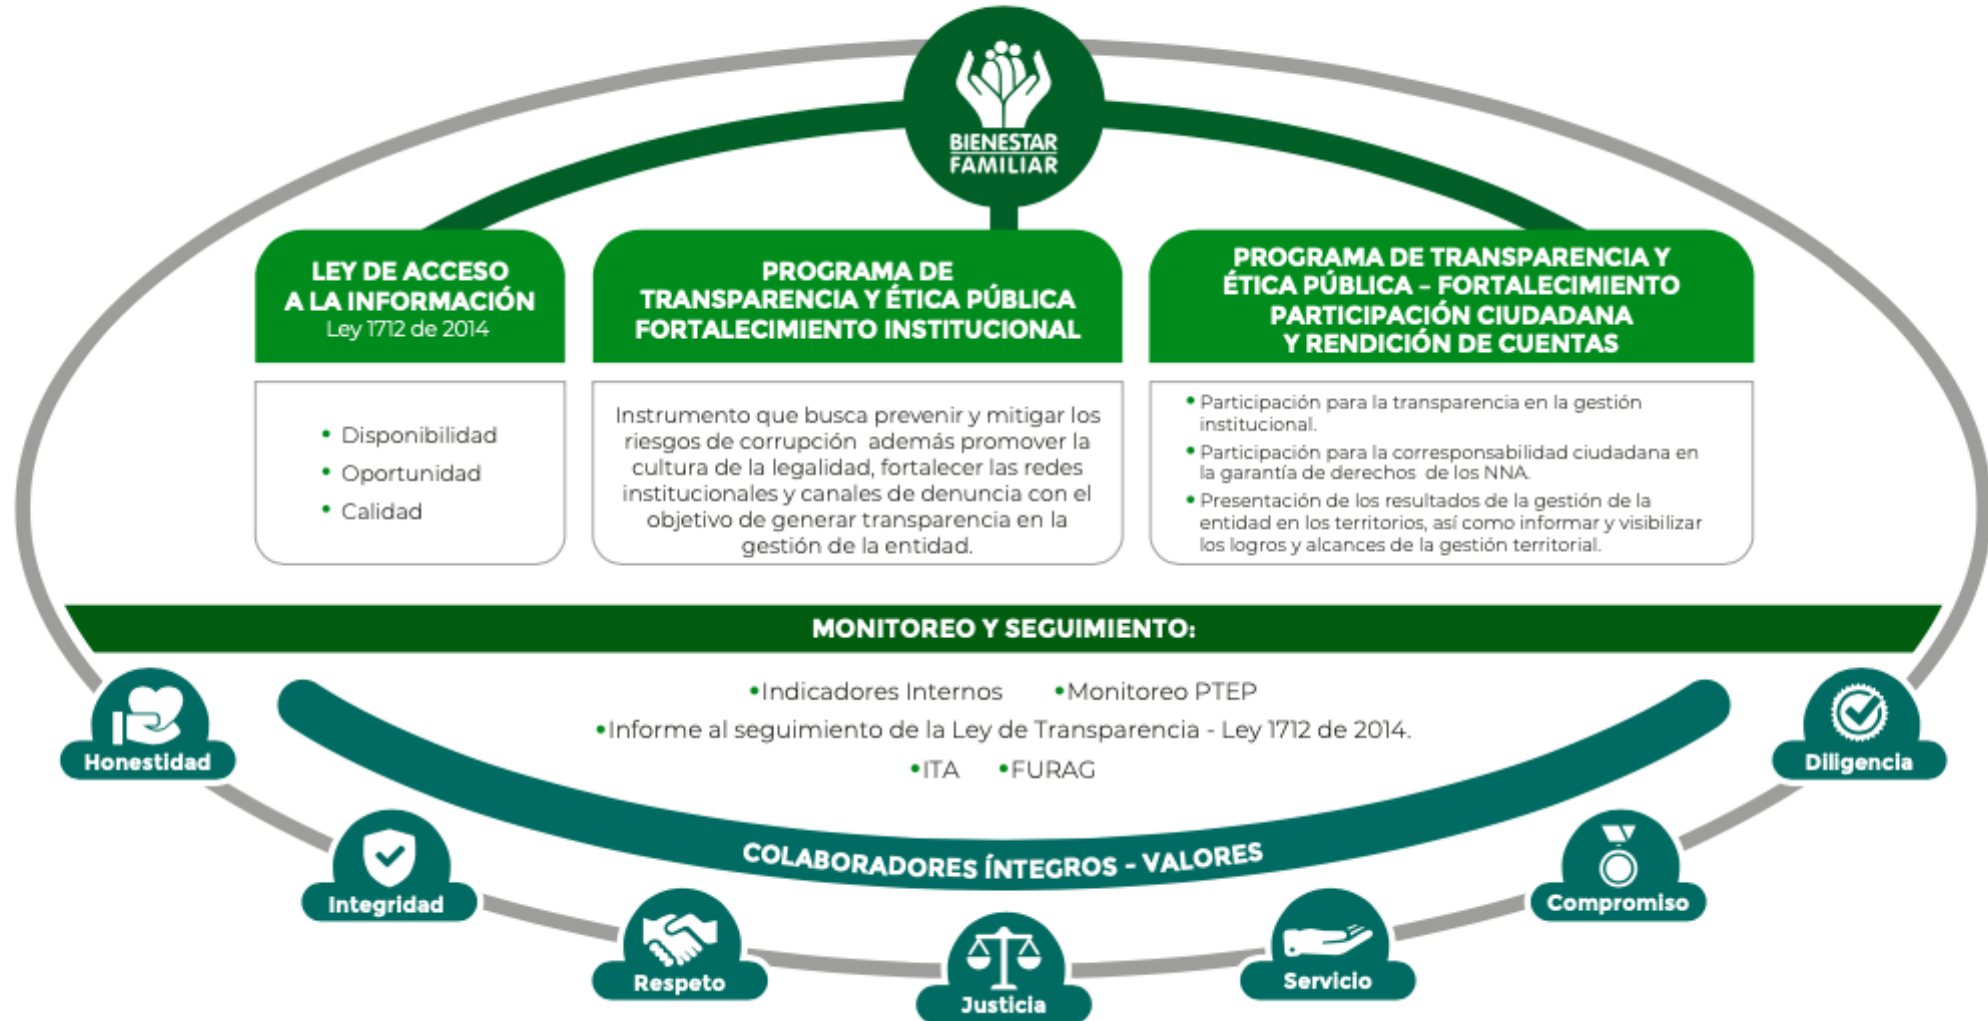 BIENESTAR
FAMILIAR
LEY DE ACCESO
A LA INFORMACIÓN
Ley 1712 de 2014
• Disponibilidad
• Oportunidad
• Calidad
PROGRAMA DE
TRANSPARENCIA Y ÉTICA PÚBLICA
FORTALECIMIENTO INSTITUCIONAL
Instrumento que busca prevenir y mitigar los
riesgos de corrupción además promover la
cultura de la legalidad, fortalecer las redes
institucionales y canales de denuncia con el
objetivo de generar transparencia en la
gestión de la entidad.
PROGRAMA DE TRANSPARENCIA Y
ÉTICA PÚBLICA – FORTALECIMIENTO
PARTICIPACIÓN CIUDADANA
Y RENDICIÓN DE CUENTAS
• Participación para la transparencia en la gestión
institucional.
• Participación para la corresponsabilidad ciudadana en
la garantía de derechos de los NNA.
• Presentación de los resultados de la gestión de la
entidad en los territorios, así como informar y visibilizar
los logros y alcances de la gestión territorial.
MONITOREO Y SEGUIMIENTO:
•Indicadores Internos •Monitoreo PTEP
•Informe al seguimiento de la Ley de Transparencia - Ley 1712 de 2014.
•ITA •FURAG
COLABORADORES ÍNTEGROS - VALORES
Honestidad
Integridad
Respeto
Justicia
Servicio
Compromiso
Diligencia